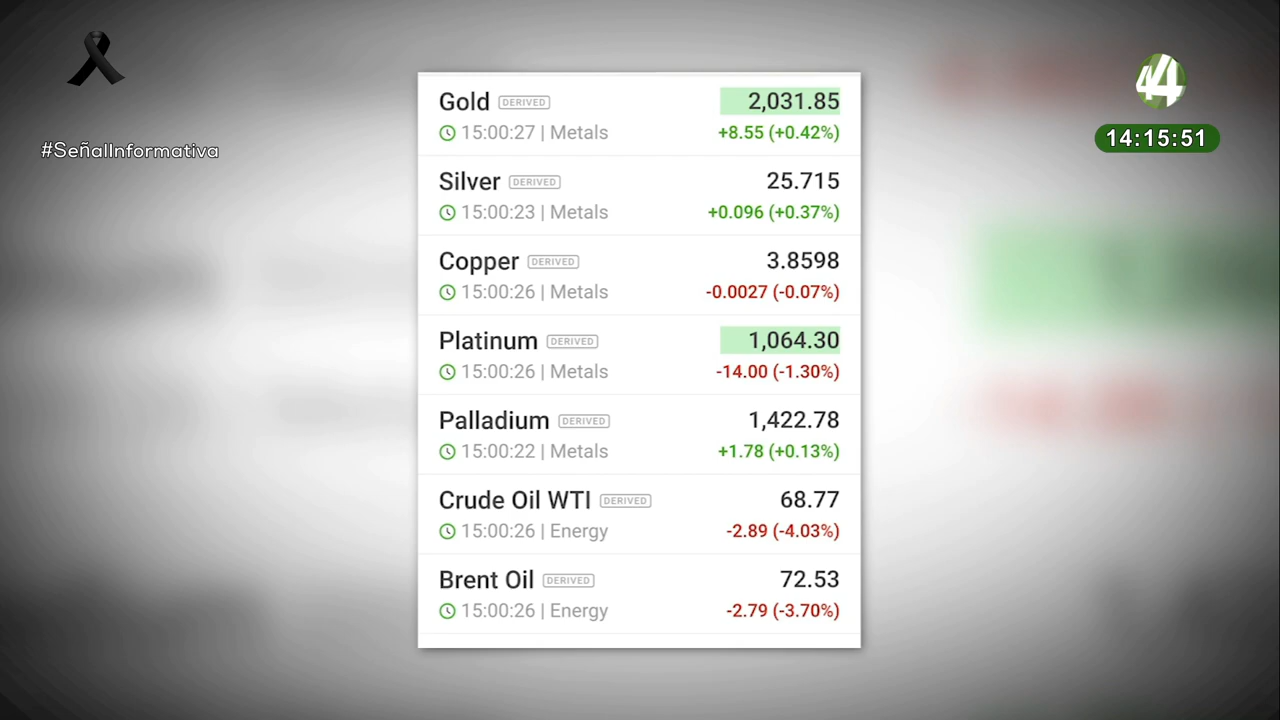 #SeñalInformativa
44
14:15:51
Gold DERIVED 2,031.85
15:00:27 | Metals +8.55 (+0.42%)
Silver DERIVED 25.715
15:00:23 | Metals +0.096 (+0.37%)
Copper DERIVED 3.8598
15:00:26 | Metals -0.0027 (-0.07%)
Platinum DERIVED 1,064.30
15:00:26 | Metals -14.00 (-1.30%)
Palladium DERIVED 1,422.78
15:00:22 | Metals +1.78 (+0.13%)
Crude Oil WTI DERIVED 68.77
15:00:26 | Energy -2.89 (-4.03%)
Brent Oil DERIVED 72.53
15:00:26 | Energy -2.79 (-3.70%)